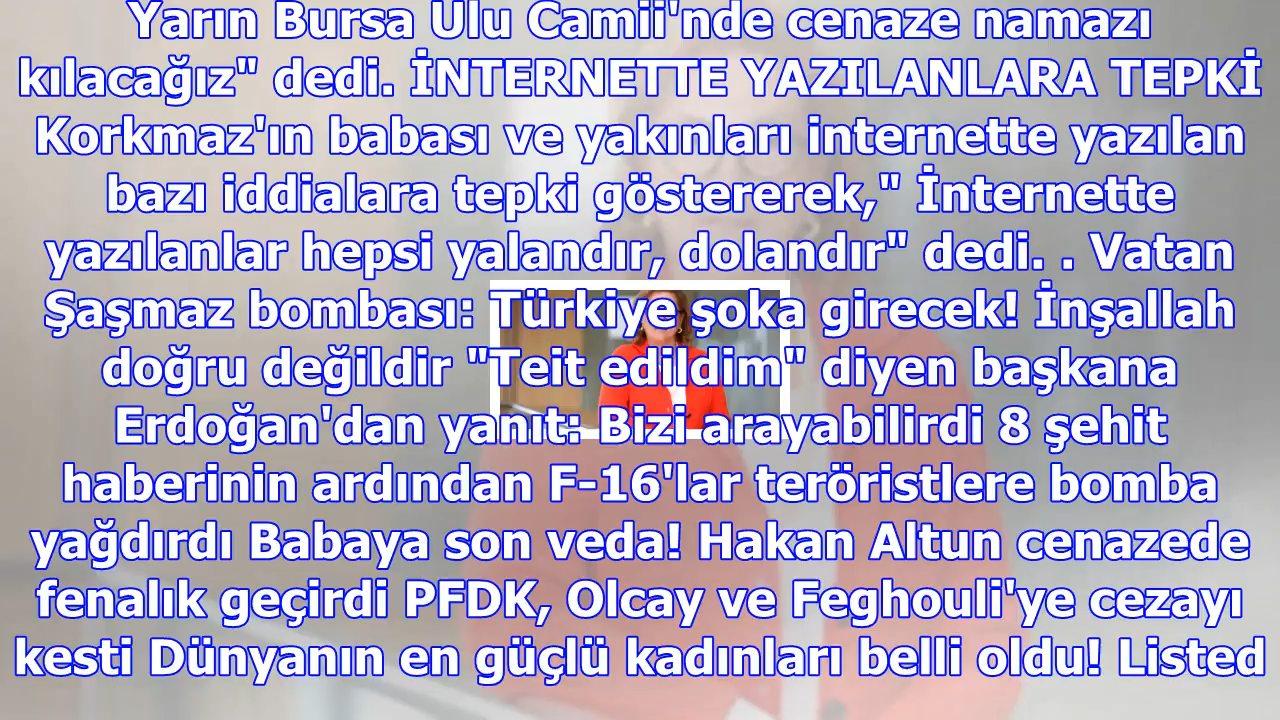 Yarın Bursa Ulu Camii'nde cenaze namazı
kılacağız" dedi. İNTERNETTE YAZILANLARA TEPKİ
Korkmaz'ın babası ve yakınları internette yazılan
bazı iddialara tepki göstererek," İnternette
yazılanlar hepsi yalandır, dolandır" dedi. . Vatan
Şaşmaz bombası: Türkiye şoka girecek! İnşallah
doğru değildir "Teit edildim" diyen başkana
Erdoğan'dan yanıt: Bizi arayabilirdi 8 şehit
haberinin ardından F-16'lar teröristlere bomba
yağdırdı Babaya son veda! Hakan Altun cenazede
fenalık geçirdi PFDK, Olcay ve Feghouli'ye cezayı
kesti Dünyanın en güçlü kadınları belli oldu! Listed